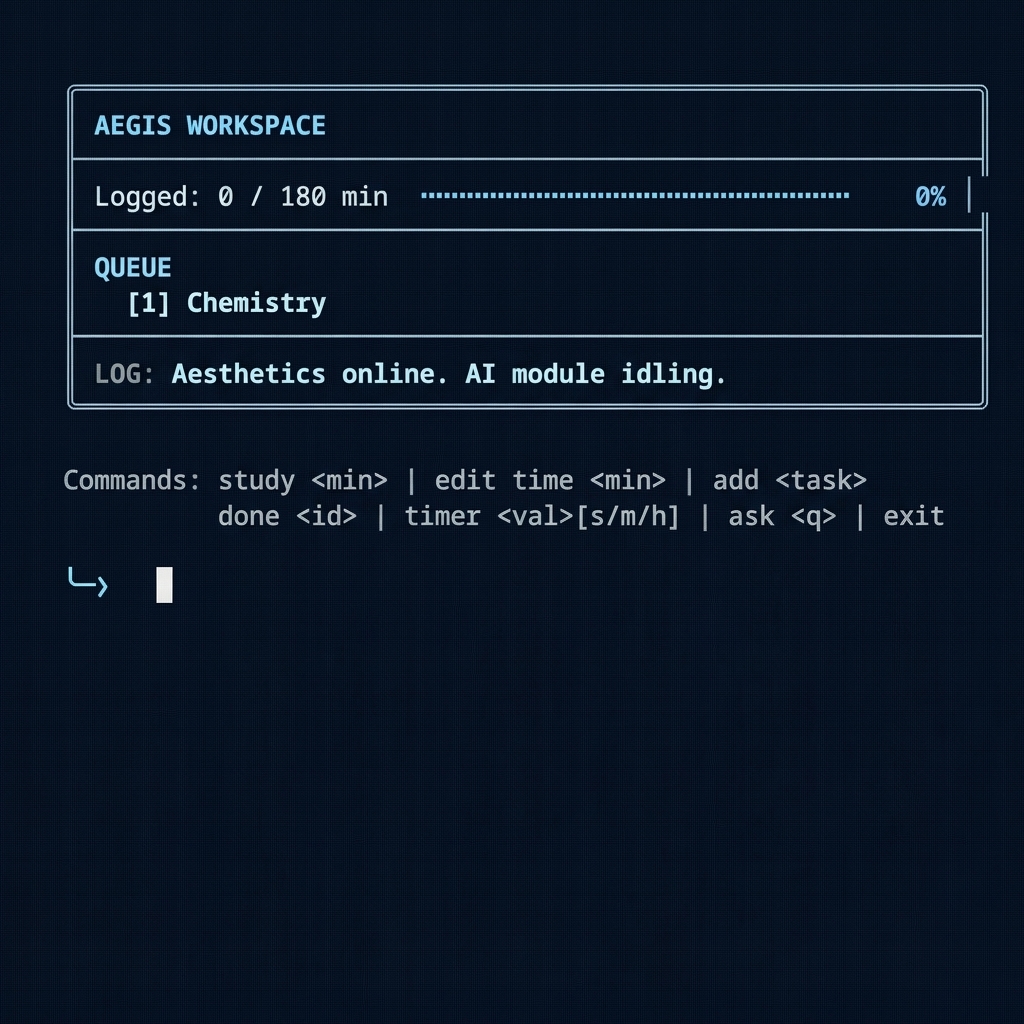 AEGIS WORKSPACE
Logged: 0 / 180 min 0% |
QUEUE
[1] Chemistry
LOG: Aesthetics online. AI module idling.
Commands: study <min> | edit time <min> | add <task>
done <id> | timer <val>[s/m/h] | ask <q> | exit